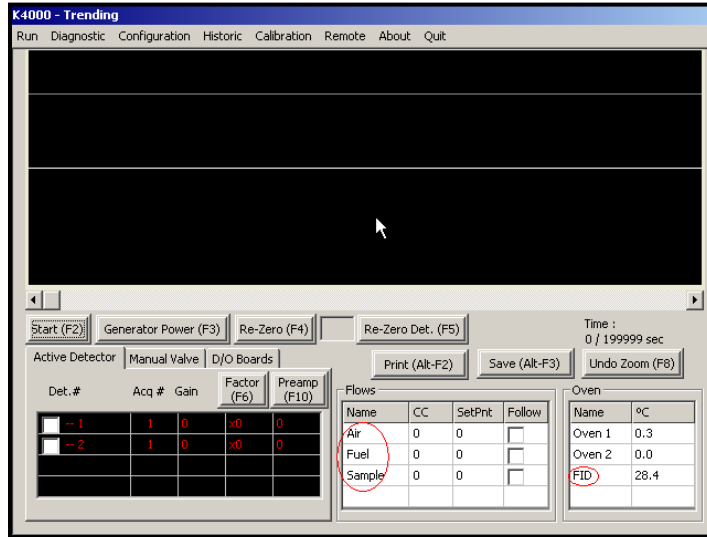 K4000 - Trending
Run Diagnostic Configuration Historic Calibration Remote About Quit
Start (F2) Generator Power (F3) Re-Zero (F4) Re-Zero Det. (F5)
Time :
0 / 199999 sec
Active Detector Manual Valve D/O Boards
Print (Alt-F2) Save (Alt-F3) Undo Zoom (F8)
Det.# Acq # Gain Factor (F6) Preamp (F10)
-- 1 1 0 x0 0
-- 2 1 0 x0 0
Flows
Name CC SetPnt Follow
Air 0 0
Fuel 0 0
Sample 0 0
Oven
Name ºC
Oven 1 0.3
Oven 2 0.0
FID 28.4